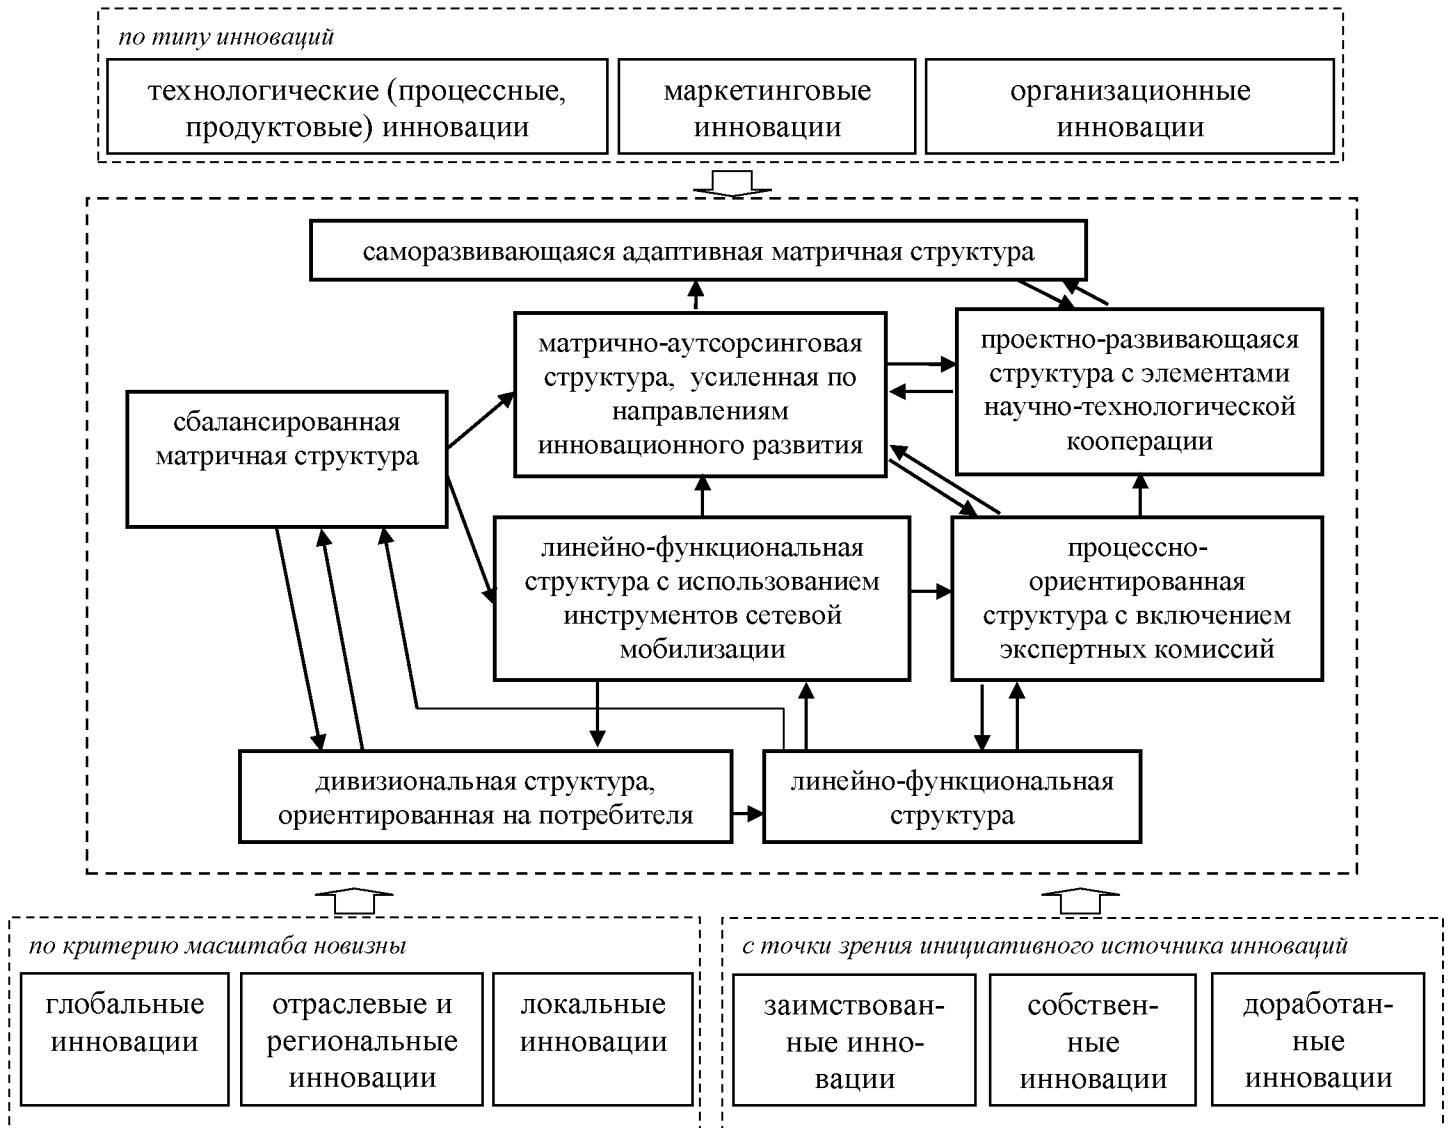 по типу инноваций
технологические (процессные,
продуктовые) инновации
маркетинговые
инновации
организационные
инновации
саморазвивающаяся адаптивная матричная структура
матрично-аутсорсинговая
структура, усиленная по
направлениям
инновационного развития
проектно-развивающаяся
структура с элементами
научно-технологической
кооперации
сбалансированная
матричная структура
линейно-функциональная
структура с использованием
инструментов сетевой
мобилизации
процессно-
ориентированная
структура с включением
экспертных комиссий
дивизиональная структура,
ориентированная на потребителя
линейно-функциональная
структура
по критерию масштаба новизны
глобальные
инновации
отраслевые и
региональные
инновации
локальные
инновации
с точки зрения инициативного источника инноваций
заимствован-
ные инно-
вации
собствен-
ные
инновации
доработан-
ные
инновации